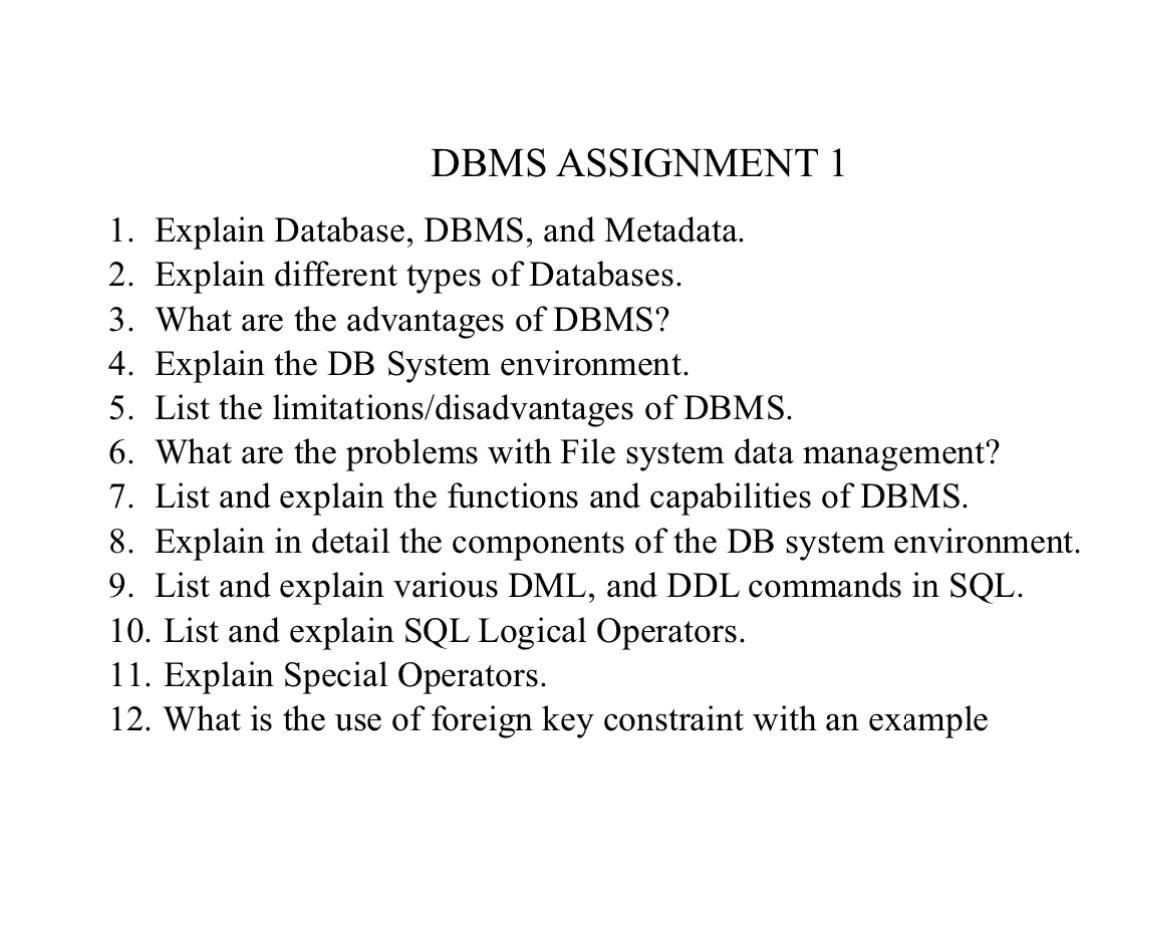 DBMS ASSIGNMENT 1
1. Explain Database, DBMS, and Metadata.
2. Explain different types of Databases.
3. What are the advantages of DBMS?
4. Explain the DB System environment.
5. List the limitations/disadvantages of DBMS.
6. What are the problems with File system data management?
7. List and explain the functions and capabilities of DBMS.
8. Explain in detail the components of the DB system environment.
9. List and explain various DML, and DDL commands in SQL.
10. List and explain SQL Logical Operators.
11. Explain Special Operators.
12. What is the use of foreign key constraint with an example